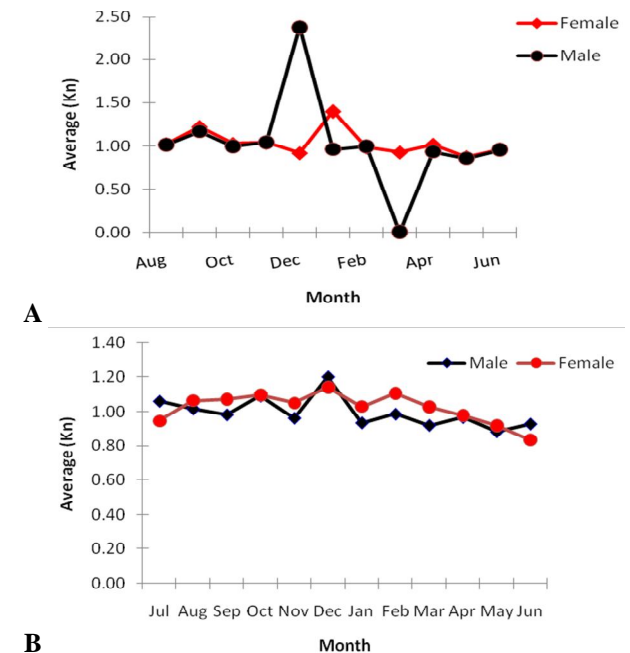 2.50
Female
2.00
Male
1.50
1.00
0.50
0.00
Average (Kn)
Aug Oct Dec Feb Apr Jun
Month
A
1.40
Male Female
1.20
1.00
0.80
0.60
0.40
0.20
0.00
Average (Kn)
Jul Aug Sep Oct Nov Dec Jan Feb Mar Apr May Jun
Month
B